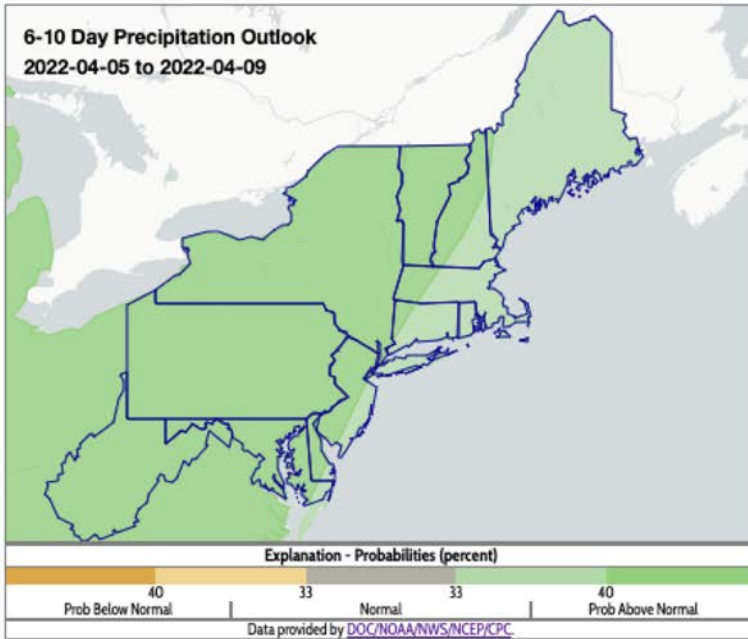 6-10 Day Precipitation Outlook
2022-04-05 to 2022-04-09
Explanation - Probabilities (percent)
40 33 33 40
Prob Below Normal | Normal | Prob Above Normal
Data provided by DOC/NOAA/NWS/NCEP/CPC